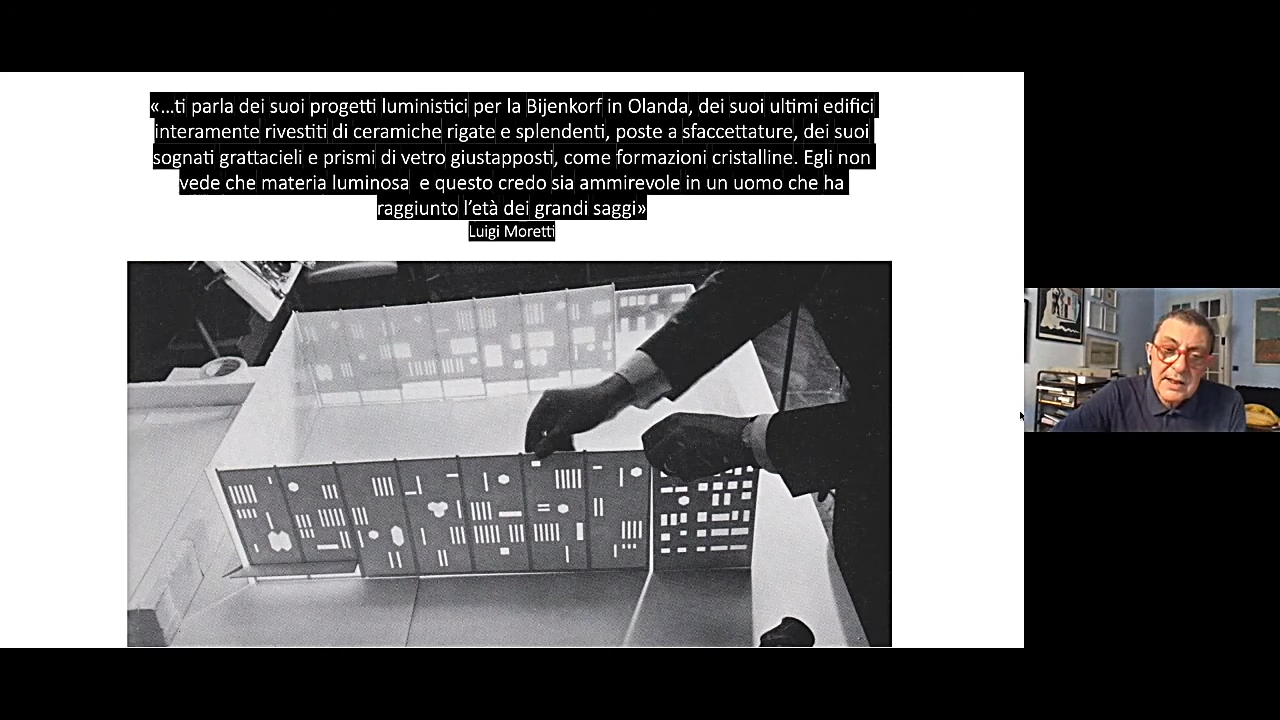 «...ti parla dei suoi progetti luministici per la Bijenkorf in Olanda, dei suoi ultimi edifici
interamente rivestiti di ceramiche rigate e splendenti, poste a sfaccettature, dei suoi
sognati grattacieli e prismi di vetro giustapposti, come formazioni cristalline. Egli non
vede che materia luminosa  e questo credo sia ammirevole in un uomo che ha
raggiunto l'età dei grandi saggi»
Luigi Moretti